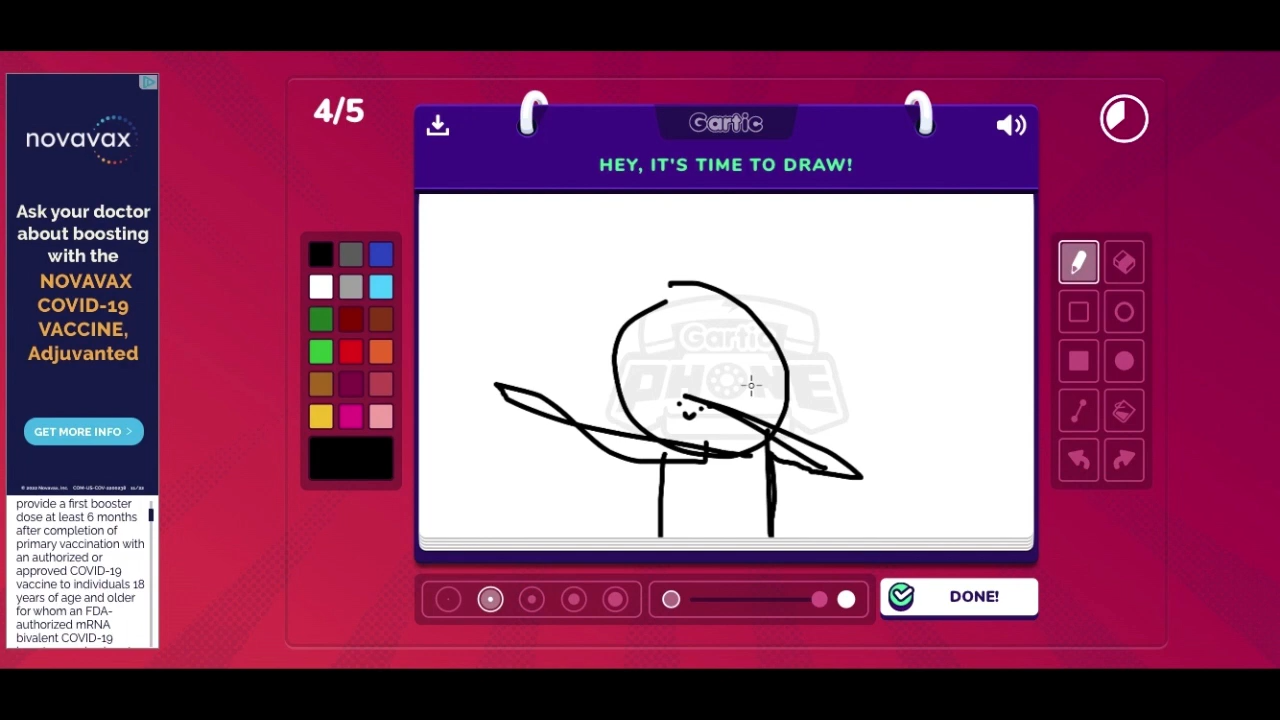 novavax
Ask your doctor
about boosting
with the
NOVAVAX
COVID-19
VACCINE,
Adjuvanted
GET MORE INFO >
provide a first booster
dose at least 6 months
after completion of
primary vaccination with
an authorized or
approved COVID-19
vaccine to individuals 18
years of age and older
for whom an FDA-
authorized mRNA
bivalent COVID-19
4/5
Gartic
HEY, IT'S TIME TO DRAW!
Gartic
PHONE
DONE!